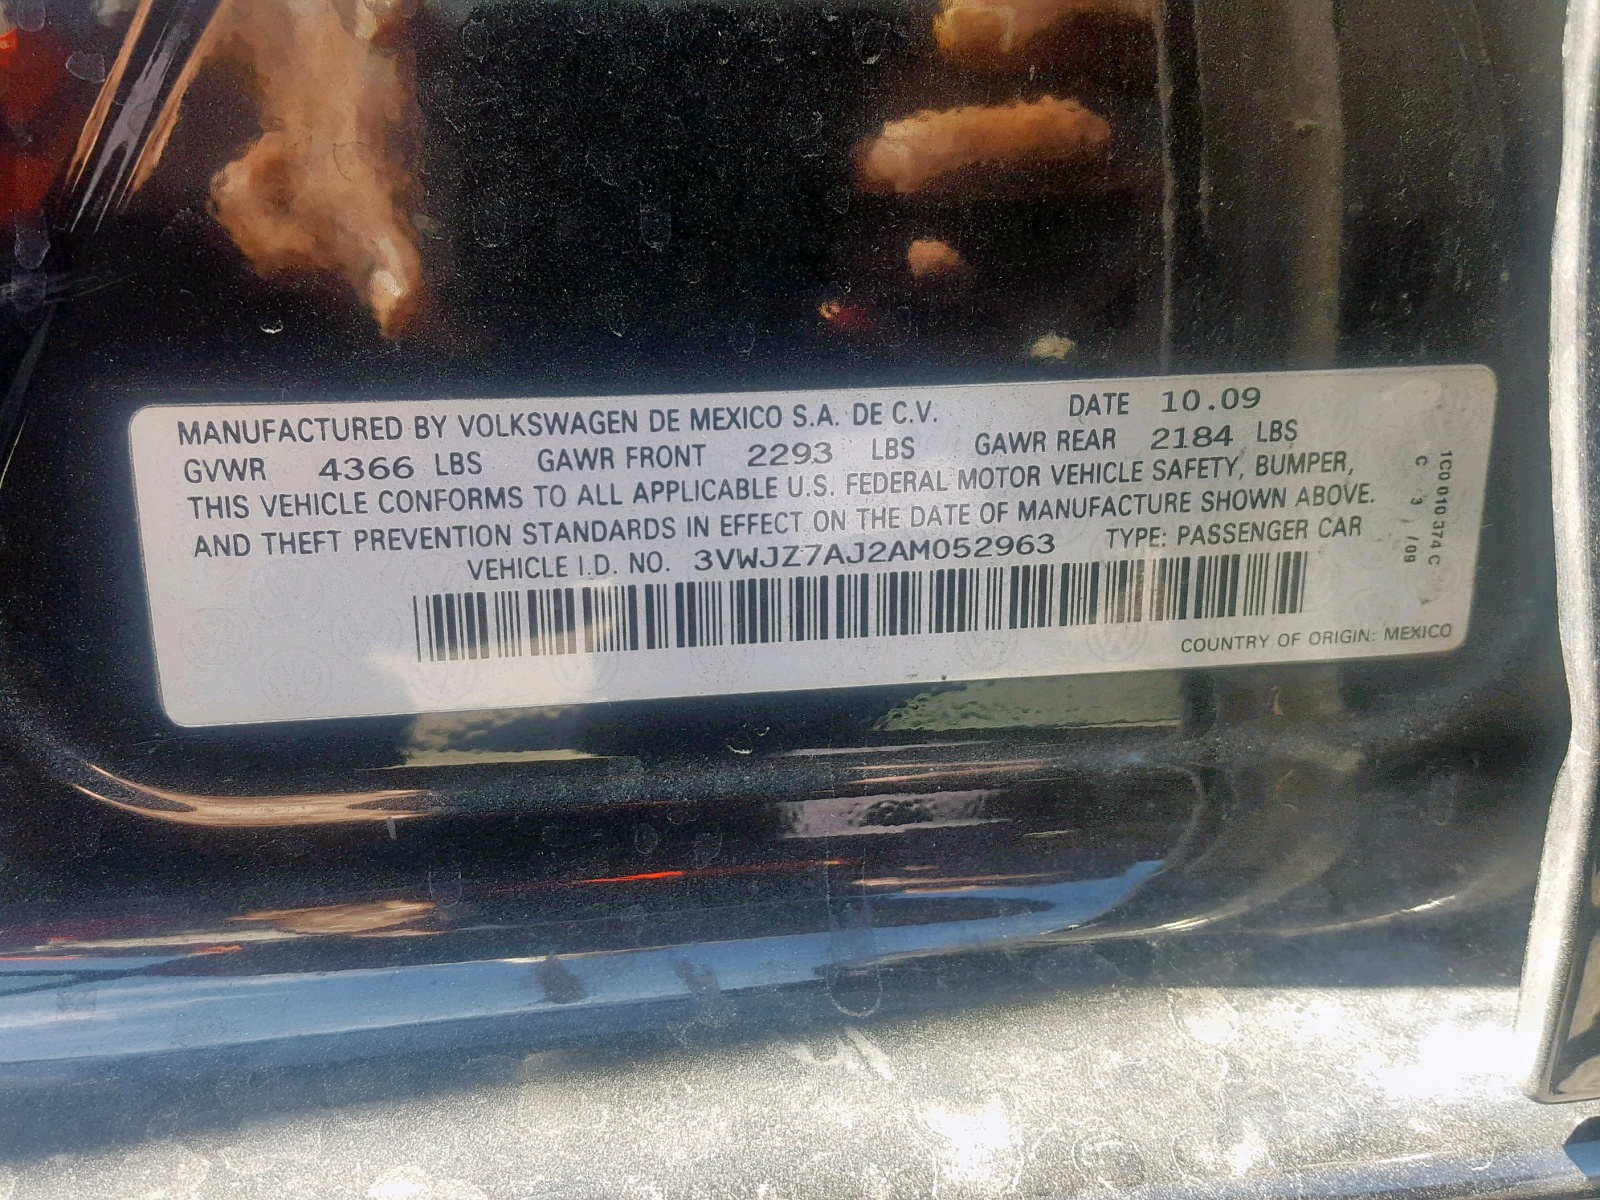 MANUFACTURED BY VOLKSWAGEN DE MEXICO S.A. DE C.V. DATE 10.09
GVWR 4366 LBS GAWR FRONT 2293 LBS GAWR REAR 2184 LBS
THIS VEHICLE CONFORMS TO ALL APPLICABLE U.S. FEDERAL MOTOR VEHICLE SAFETY, BUMPER,
AND THEFT PREVENTION STANDARDS IN EFFECT ON THE DATE OF MANUFACTURE SHOWN ABOVE.
VEHICLE I.D. NO. 3VWJZ7AJ2AM052963 TYPE: PASSENGER CAR
COUNTRY OF ORIGIN: MEXICO
1C0 010 374 C
C 3 / 09